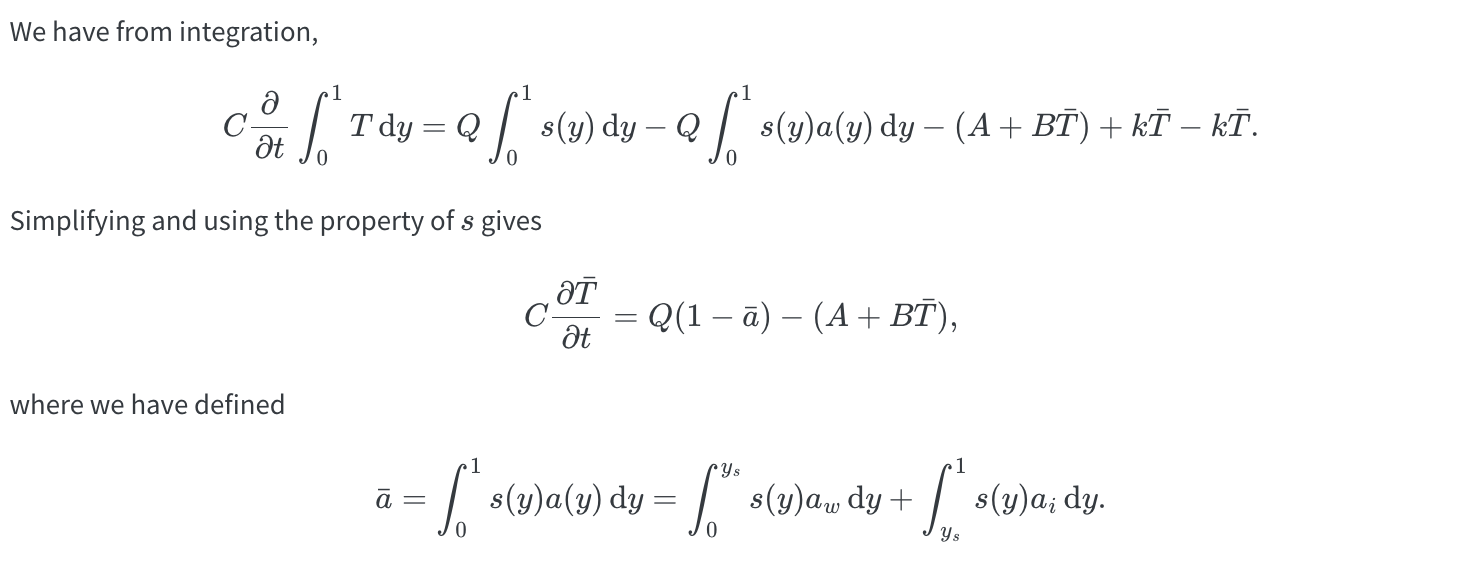 We have from integration,
C ∂/∂t ∫₀¹ T dy = Q ∫₀¹ s(y) dy − Q ∫₀¹ s(y)a(y) dy − (A + BT̄) + kT̄ − kT̄.
Simplifying and using the property of s gives
C ∂T̄/∂t = Q(1 − ā) − (A + BT̄),
where we have defined
ā = ∫₀¹ s(y)a(y) dy = ∫₀^{y_s} s(y)a_w dy + ∫_{y_s}^1 s(y)a_i dy.